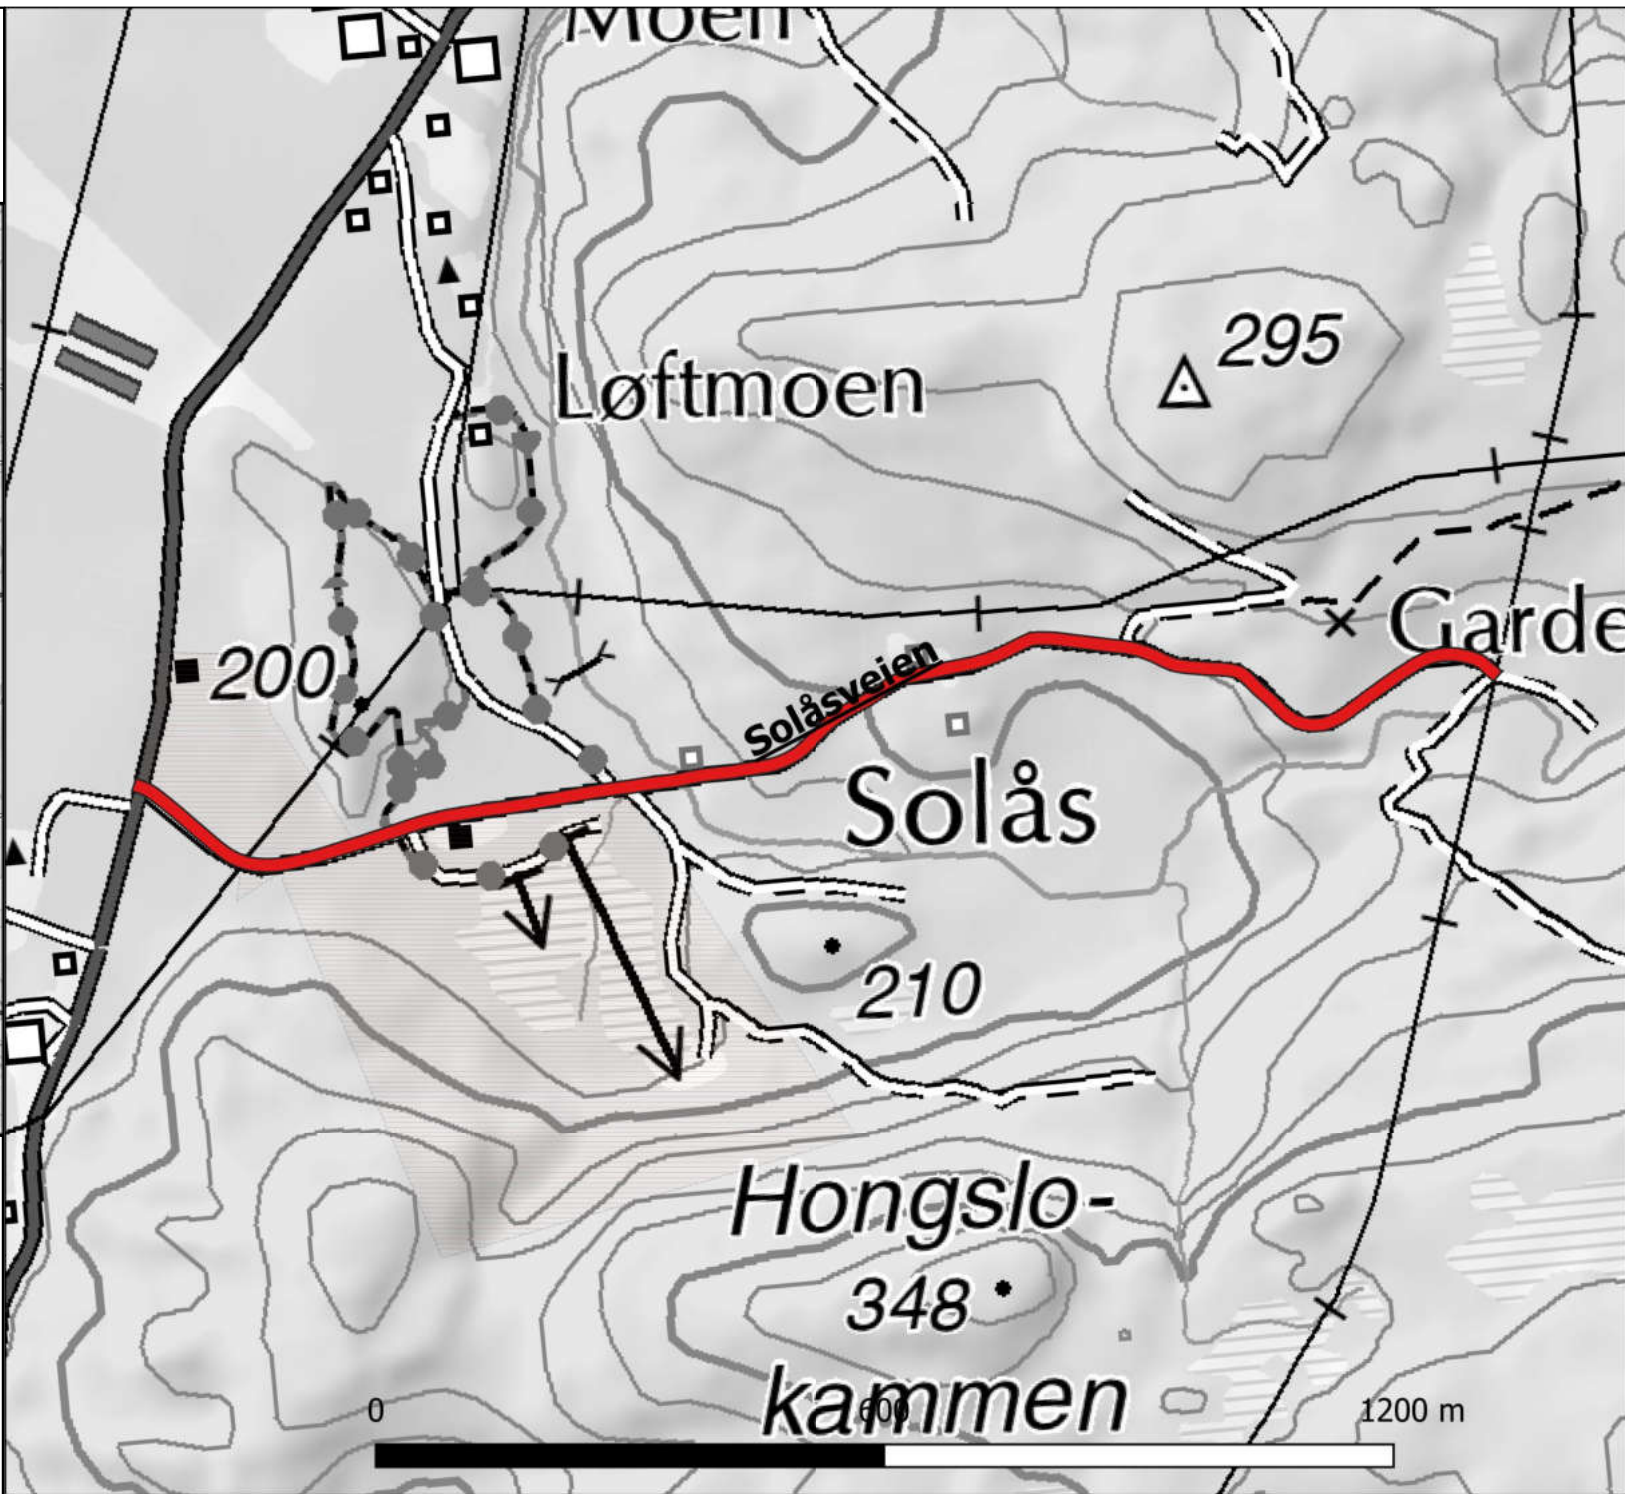 Moen
295
Løftmoen
Garde
200
Solåsveien
Solås
210
Hongslo-
348
kammen
0 600 1200 m